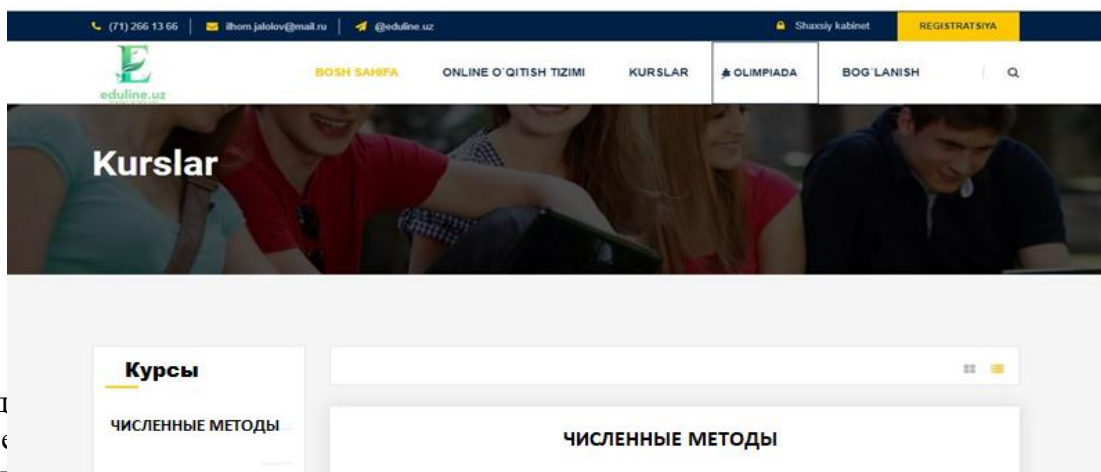 (71) 266 13 66 ilhom.jalolov@mail.ru @eduline.uz Shaxsiy kabinet REGISTRATSIYA
eduline.uz
BOSH SAHIFA ONLINE O`QITISH TIZIMI KURSLAR OLIMPIADA BOG`LANISH
Kurslar
Курсы
ЧИСЛЕННЫЕ МЕТОДЫ
ЧИСЛЕННЫЕ МЕТОДЫ